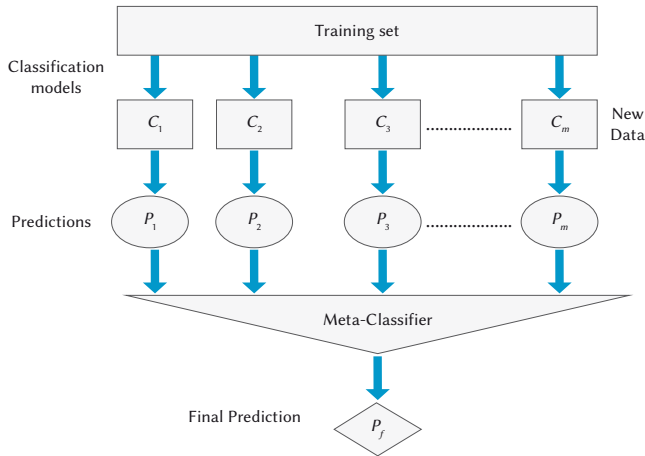 Training set
Classification
models
C₁ C₂ C₃ .................. Cₘ
New
Data
Predictions
P₁ P₂ P₃ .................. Pₘ
Meta-Classifier
Final Prediction
P_f